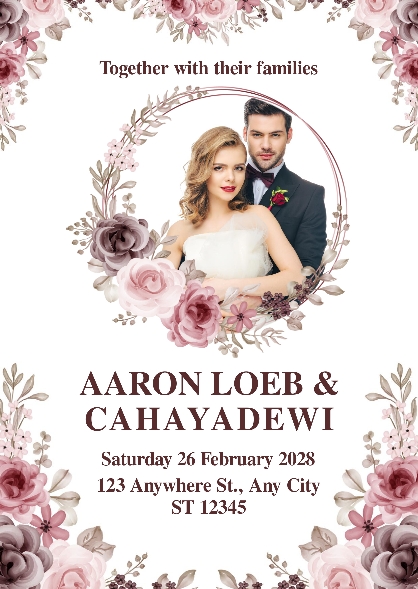 Together with their families
AARON LOEB &
CAHAYADEWI
Saturday 26 February 2028
123 Anywhere St., Any City
ST 12345